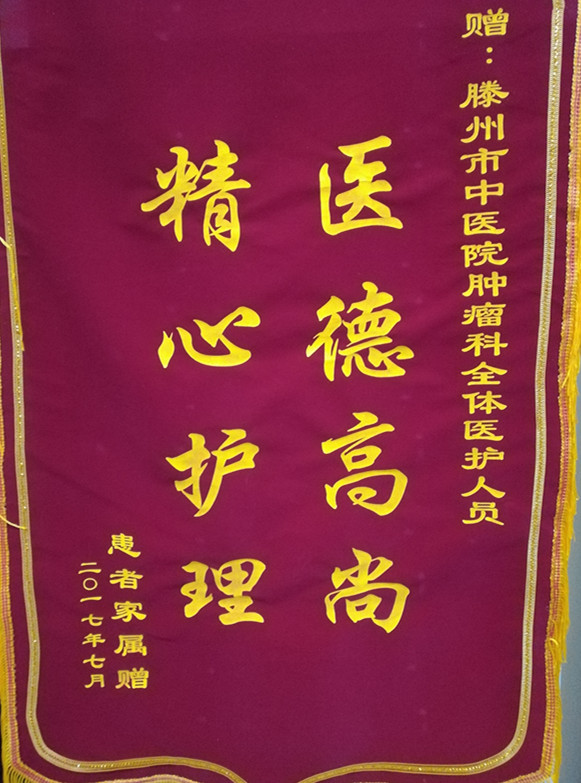 赠：滕州市中医院肿瘤科全体医护人员
医德高尚
精心护理
患者家属赠
二〇一七年七月